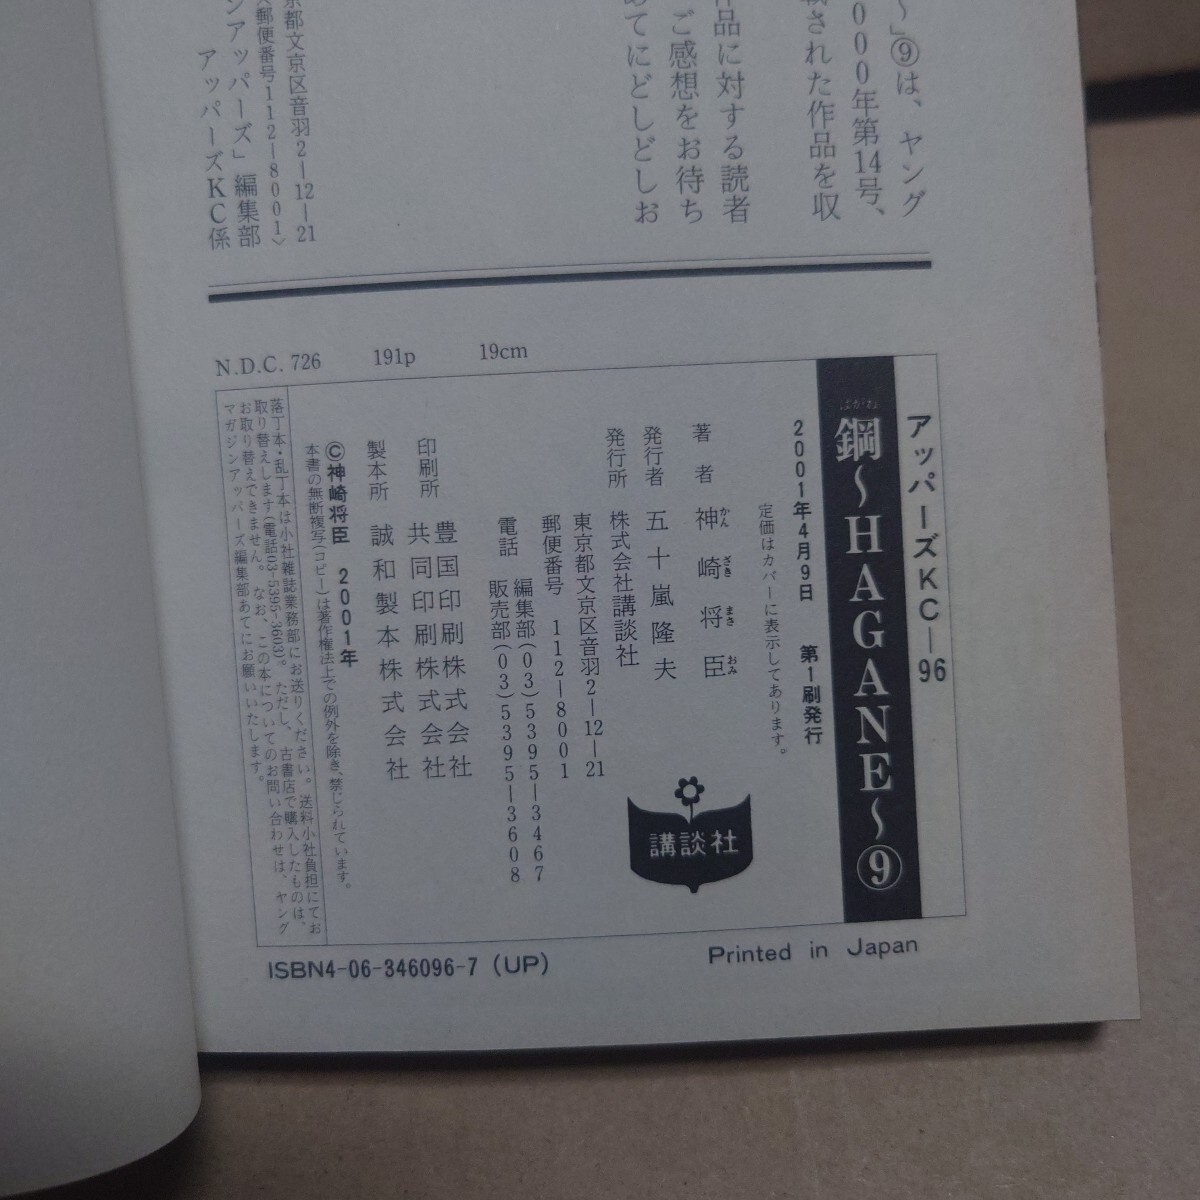 〜」⑨は、ヤング
000年第14号、
載された作品を収
作品に対する読者
ご感想をお待ち
あてにどしどしお
京都文京区音羽2―12―21
郵便番号112―8001〉
ンアッパーズ」編集部
アッパーズKC係
N.D.C. 726 191p 19cm
アッパーズKC―96
はがね
鋼〜HAGANE〜⑨
2001年4月9日 第1刷発行
定価はカバーに表示してあります。
著者 神崎将臣
かん ざき まさ おみ
発行者 五十嵐隆夫
発行所 株式会社講談社
東京都文京区音羽2―12―21
郵便番号 112―8001
電話 編集部(03)5395―3467
販売部(03)5395―3608
印刷所 豊国印刷株式会社
共同印刷株式会社
製本所 誠和製本株式会社
©神崎将臣 2001年
本書の無断複写(コピー)は著作権法上での例外を除き、禁じられています。
落丁本・乱丁本は小社雑誌業務部にお送りください。送料小社負担にてお
取り替えします(電話03-5395-3603)。ただし、古書店で購入したものは、
お取り替えできません。なお、この本についてのお問い合わせは、ヤング
マガジンアッパーズ編集部あてにお願いいたします。
講談社
ISBN4-06-346096-7 (UP)
Printed in Japan